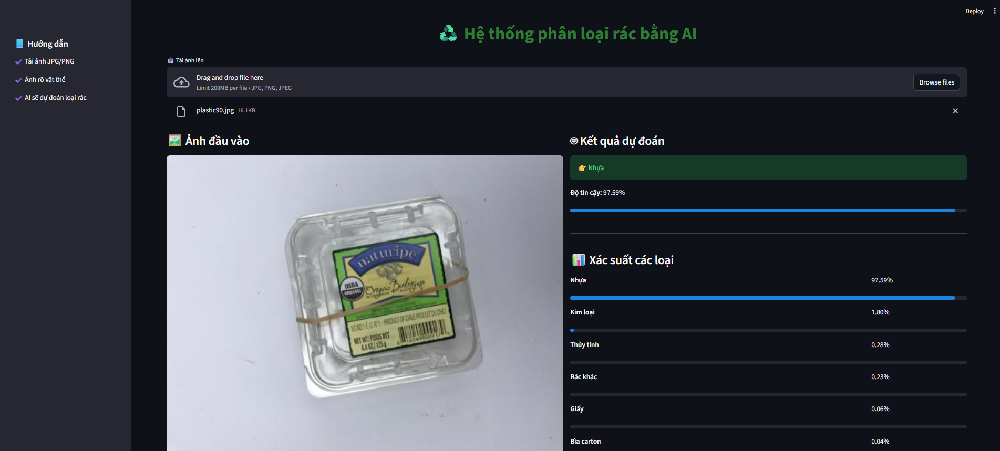 Deploy
Hướng dẫn
Tải ảnh JPG/PNG
Ảnh rõ vật thể
AI sẽ dự đoán loại rác
Hệ thống phân loại rác bằng AI
Tải ảnh lên
Drag and drop file here
Limit 200MB per file • JPG, PNG, JPEG
Browse files
plastic90.jpg 16.1KB
Ảnh đầu vào
naturipe
USDA
ORGANIC
Organic Biologique
US NO.1-E-U. N°1 - PRODUCT OF CHILE-PRODUIT DU CHILI
NET WT/POIDS NET
4.4 OZ/125 g
Kết quả dự đoán
Nhựa
Độ tin cậy: 97.59%
Xác suất các loại
Nhựa 97.59%
Kim loại 1.80%
Thủy tinh 0.28%
Rác khác 0.23%
Giấy 0.06%
Bìa carton 0.04%